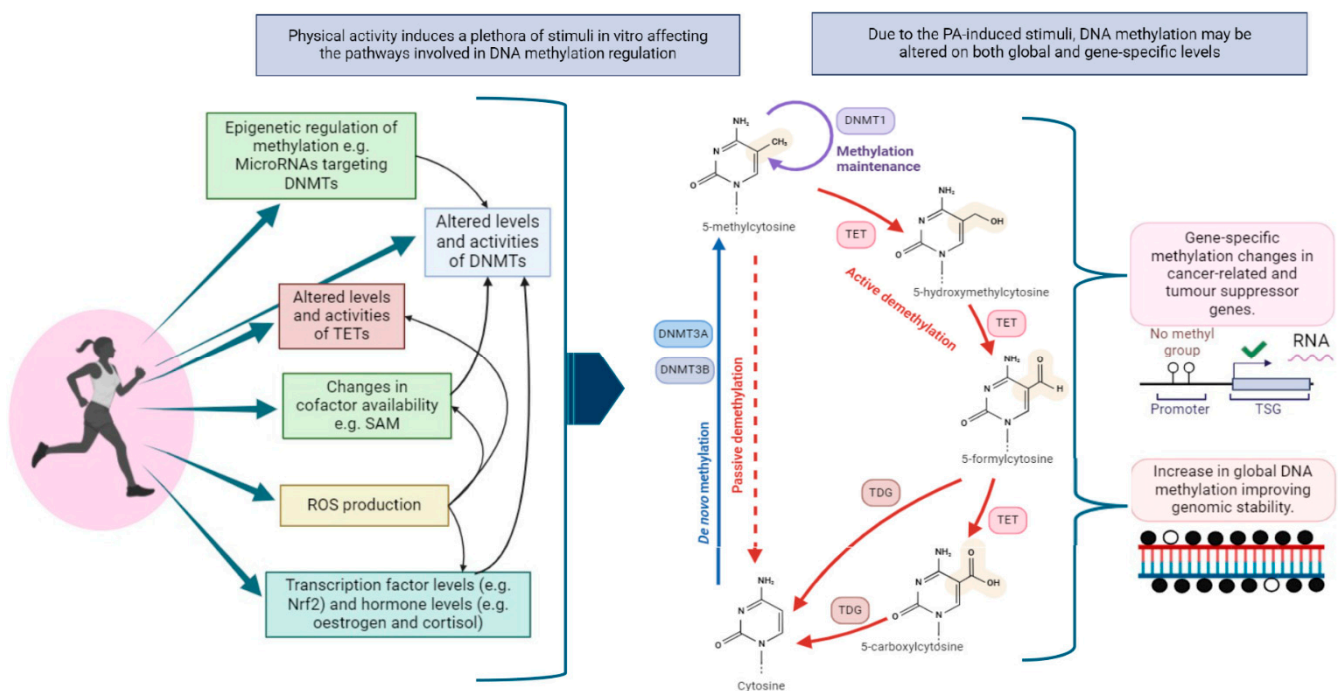 Physical activity induces a plethora of stimuli in vitro affecting
the pathways involved in DNA methylation regulation
Due to the PA-induced stimuli, DNA methylation may be
altered on both global and gene-specific levels
Epigenetic regulation of
methylation e.g.
MicroRNAs targeting
DNMTs
Altered levels
and activities
of DNMTs
Altered levels
and activities
of TETs
Changes in
cofactor availability
e.g. SAM
ROS production
Transcription factor levels (e.g.
Nrf2) and hormone levels (e.g.
oestrogen and cortisol)
NH₂
CH₃
N
N
O
5-methylcytosine
DNMT1
Methylation
maintenance
TET
NH₂
OH
N
N
O
5-hydroxymethylcytosine
Active demethylation
TET
DNMT3A
DNMT3B
De novo methylation
Passive demethylation
NH₂
O
H
N
N
O
5-formylcytosine
TDG
TET
NH₂
O
OH
N
N
O
5-carboxylcytosine
TDG
NH₂
N
N
O
Cytosine
Gene-specific
methylation changes in
cancer-related and
tumour suppressor
genes.
No methyl
group
RNA
Promoter
TSG
Increase in global DNA
methylation improving
genomic stability.